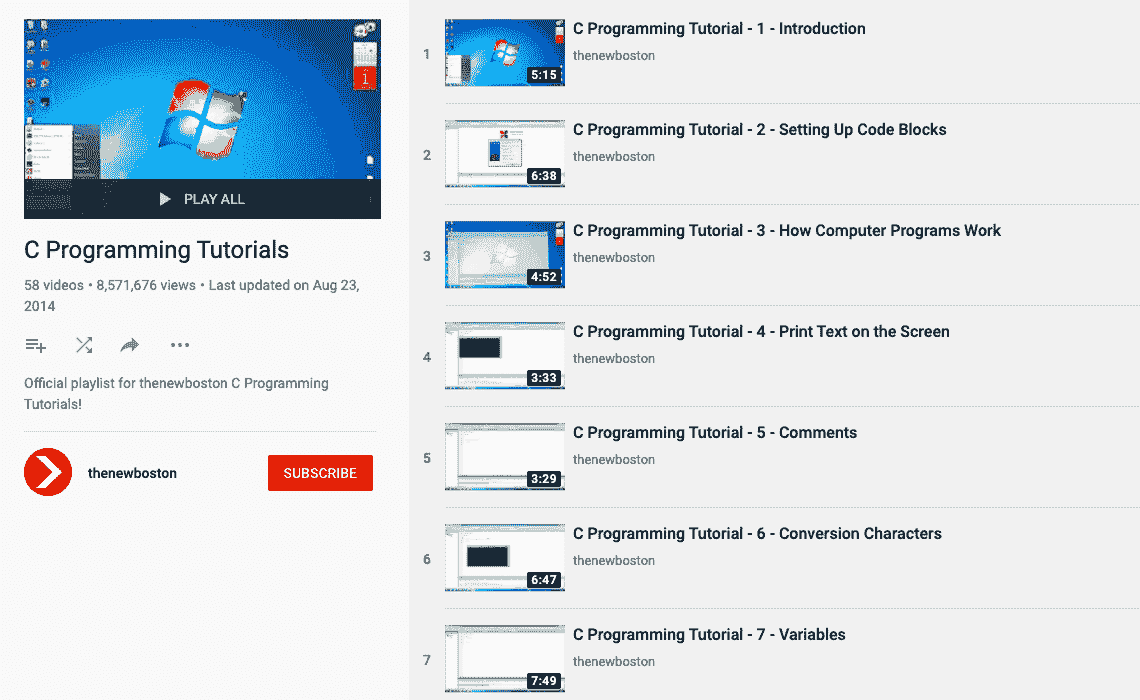 PLAY ALL
C Programming Tutorials
58 videos • 8,571,676 views • Last updated on Aug 23,
2014
Official playlist for thenewboston C Programming
Tutorials!
thenewboston
SUBSCRIBE
1
5:15
C Programming Tutorial - 1 - Introduction
thenewboston
2
6:38
C Programming Tutorial - 2 - Setting Up Code Blocks
thenewboston
3
4:52
C Programming Tutorial - 3 - How Computer Programs Work
thenewboston
4
3:33
C Programming Tutorial - 4 - Print Text on the Screen
thenewboston
5
3:29
C Programming Tutorial - 5 - Comments
thenewboston
6
6:47
C Programming Tutorial - 6 - Conversion Characters
thenewboston
7
7:49
C Programming Tutorial - 7 - Variables
thenewboston